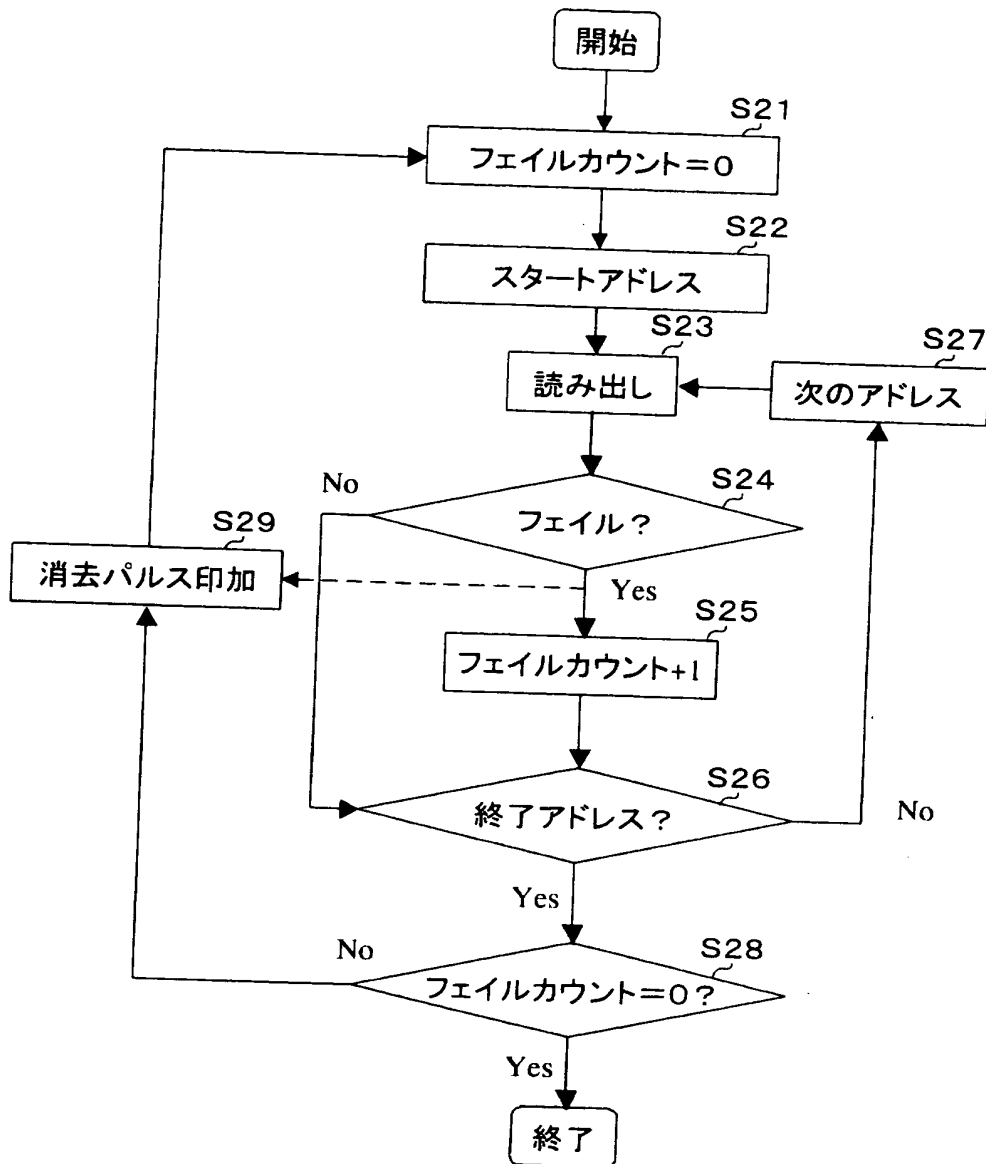 開始
S21
フェイルカウント=0
S22
スタートアドレス
S23
読み出し
S27
次のアドレス
No
S24
フェイル?
S29
消去パルス印加
Yes
S25
フェイルカウント+1
S26
終了アドレス?
No
Yes
No
S28
フェイルカウント=0?
Yes
終了